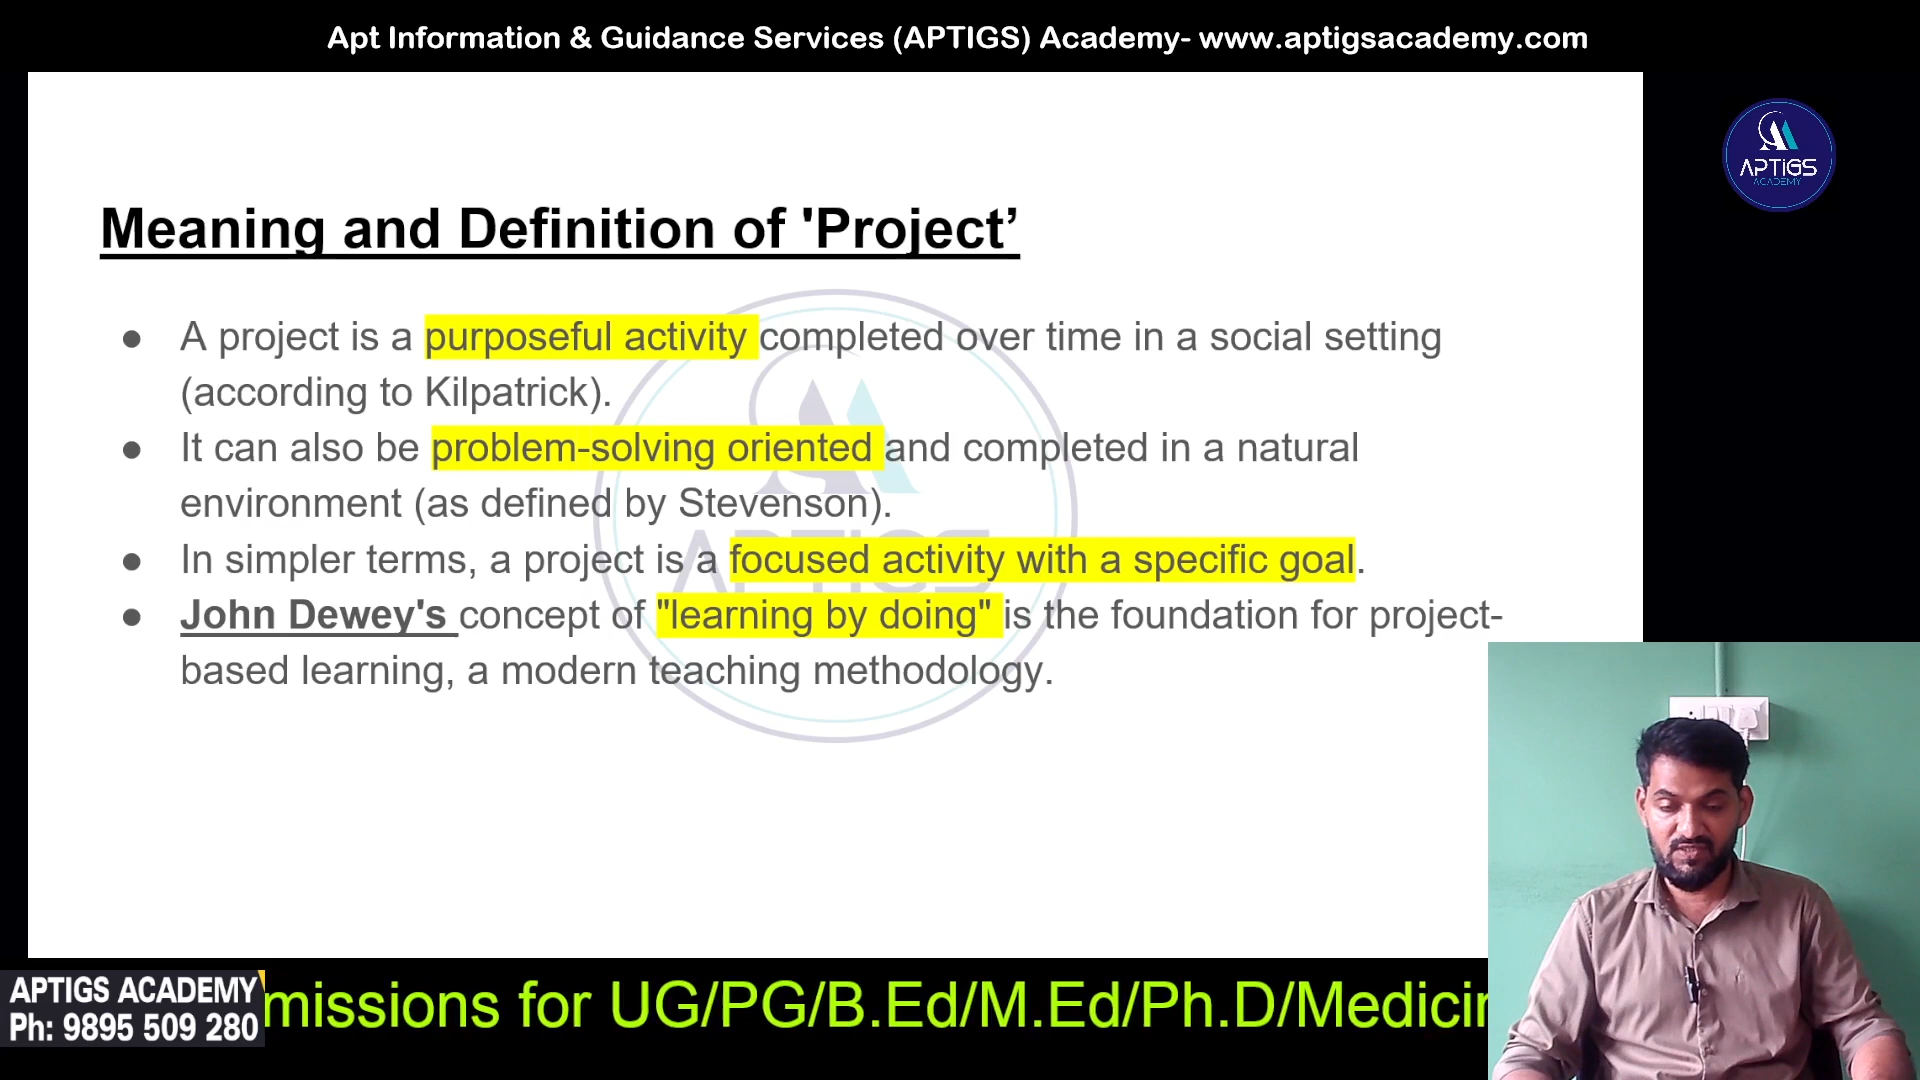 Apt Information & Guidance Services (APTIGS) Academy- www.aptigsacademy.com
APTiGS
ACADEMY
Meaning and Definition of 'Project’
● A project is a purposeful activity completed over time in a social setting
(according to Kilpatrick).
● It can also be problem-solving oriented and completed in a natural
environment (as defined by Stevenson).
● In simpler terms, a project is a focused activity with a specific goal.
● John Dewey's concept of "learning by doing" is the foundation for project-
based learning, a modern teaching methodology.
APTIGS
APTIGS ACADEMY
Ph: 9895 509 280
missions for UG/PG/B.Ed/M.Ed/Ph.D/Medicin